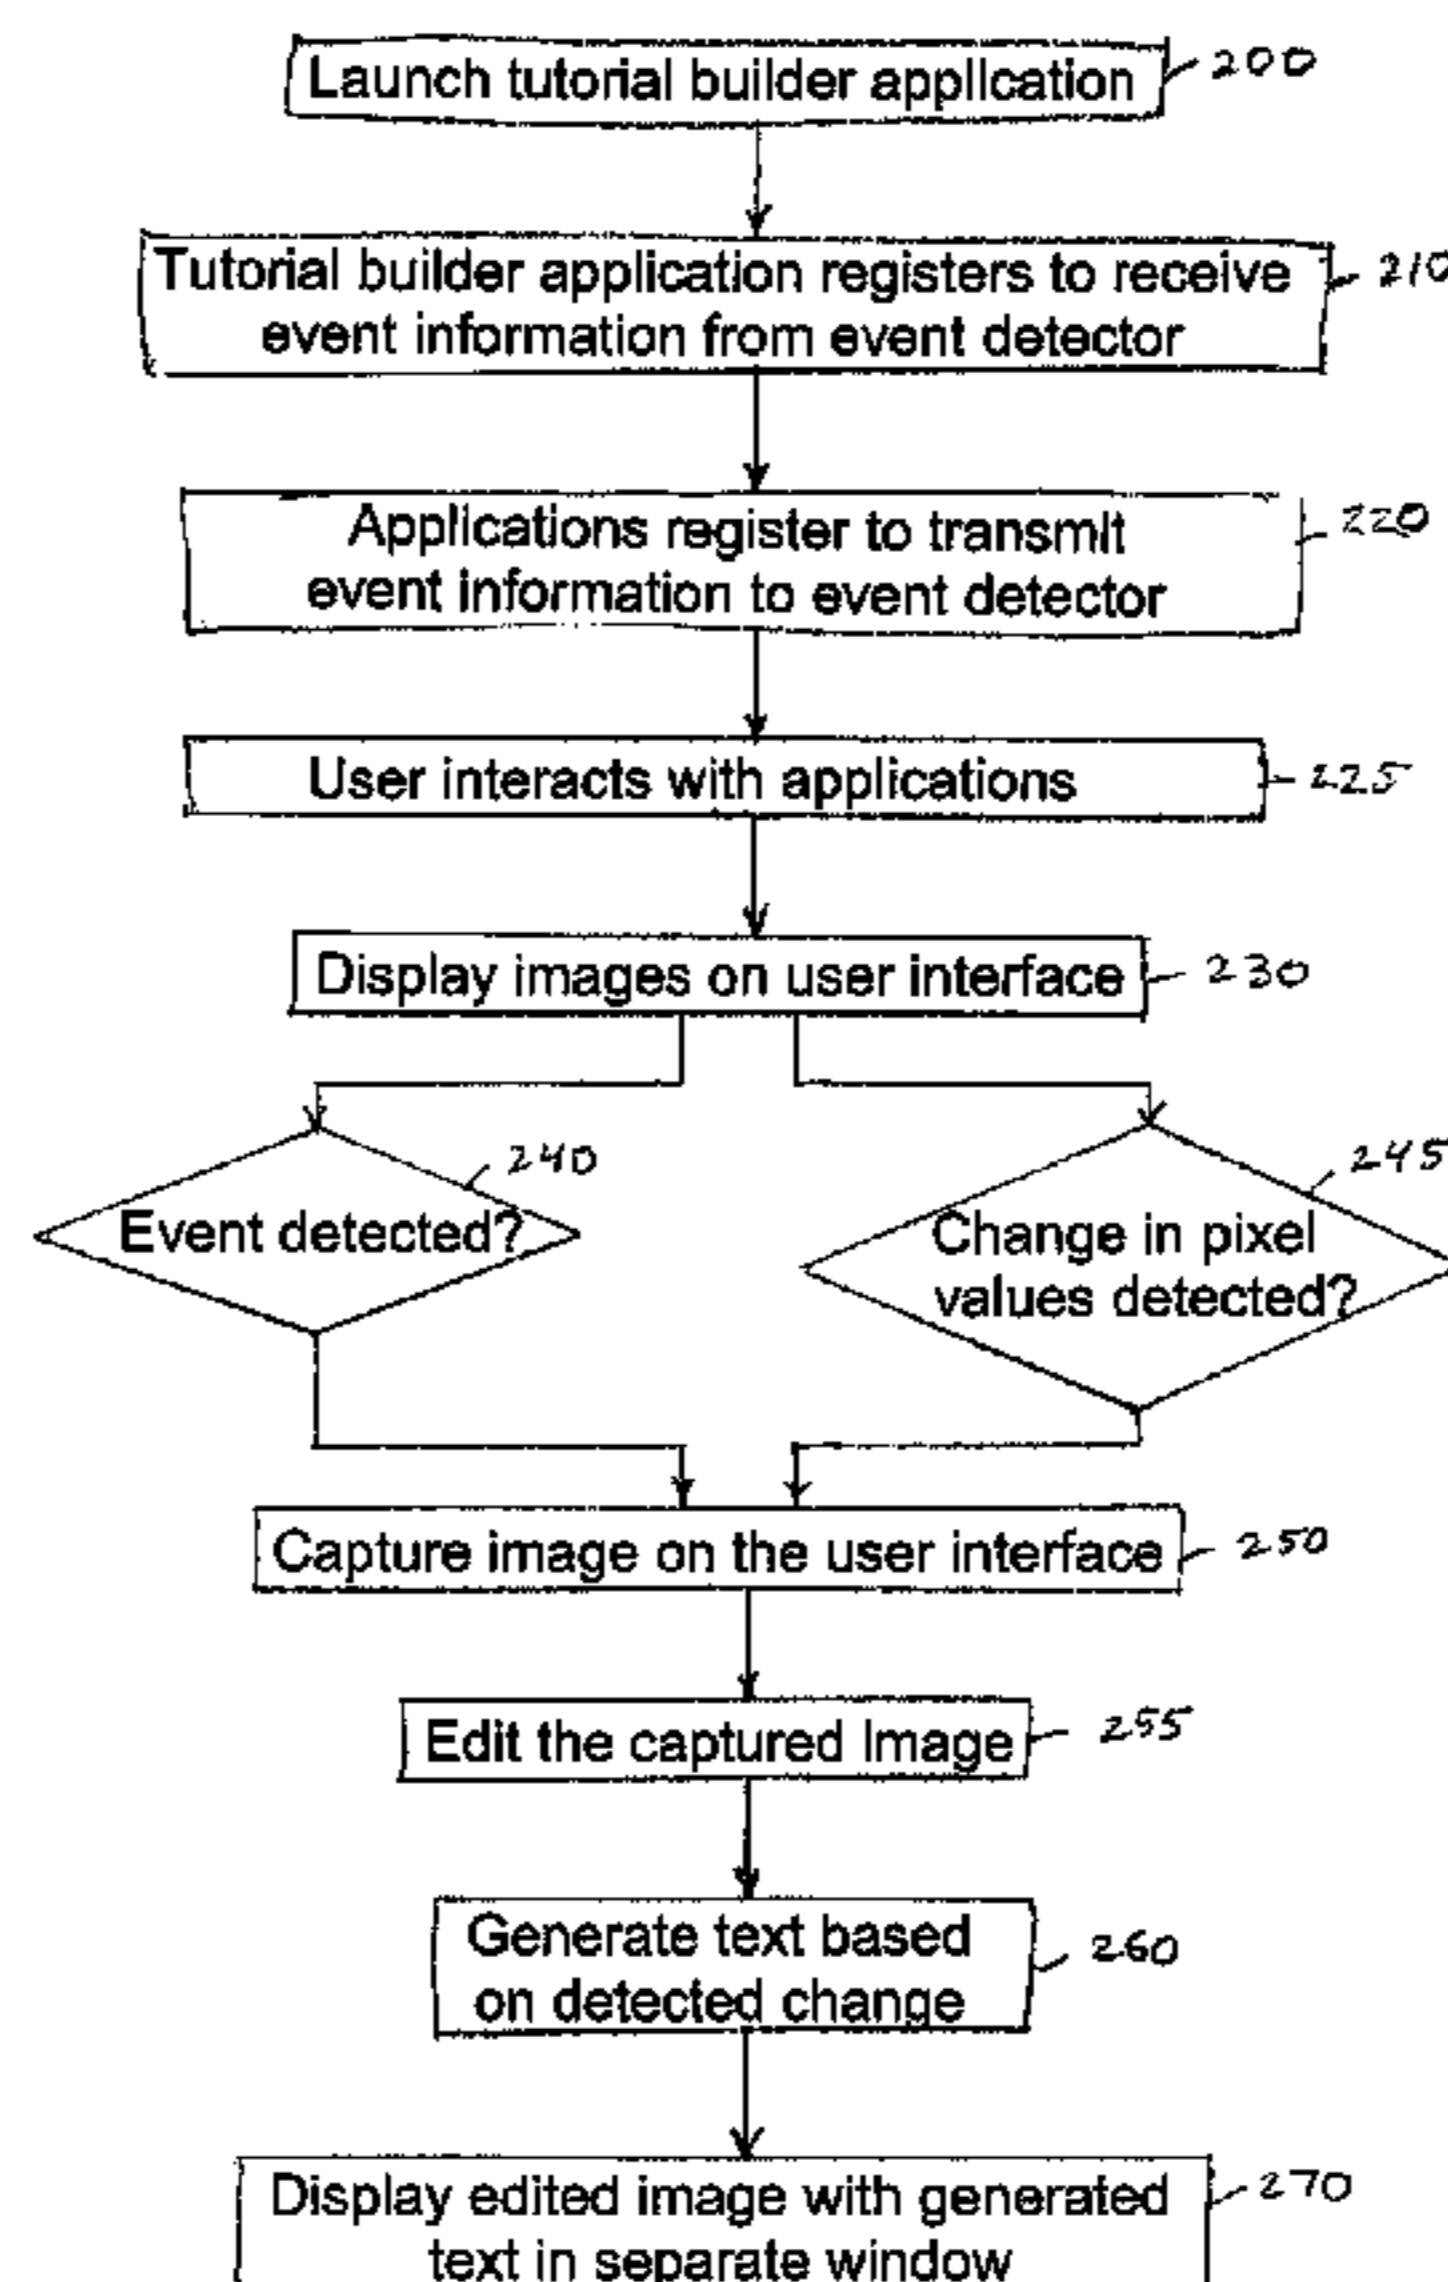 Launch tutorial builder application
200
Tutorial builder application registers to receive
event information from event detector
210
Applications register to transmit
event information to event detector
220
User interacts with applications
225
Display images on user interface
230
240
Event detected?
245
Change in pixel
values detected?
Capture image on the user interface
250
Edit the captured image
255
Generate text based
on detected change
260
Display edited image with generated
text in separate window
270